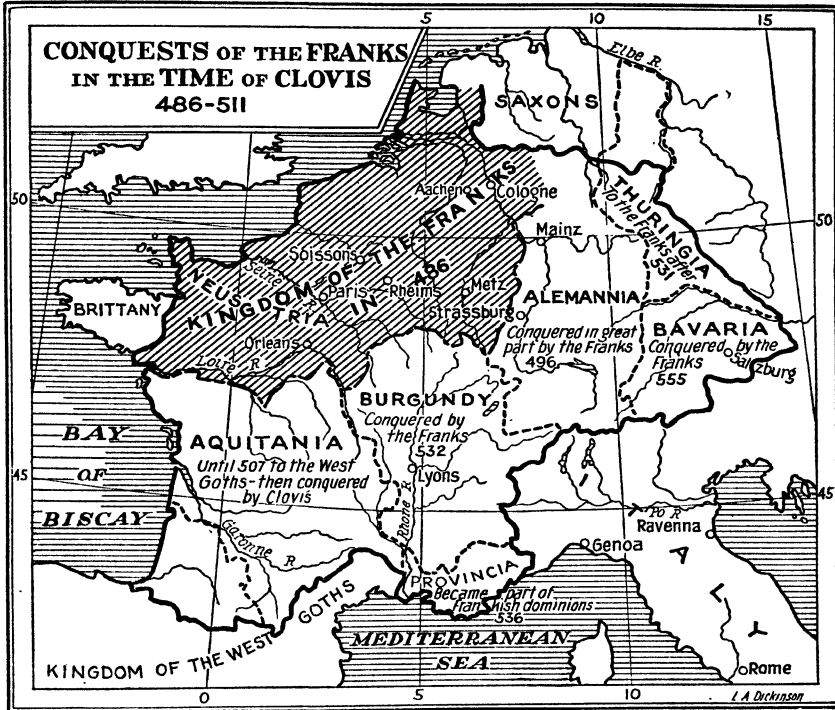 CONQUESTS OF THE FRANKS
IN THE TIME OF CLOVIS
486-511
5
10
15
Elbe R.
SAXONS
50
50
Aachen
Cologne
THURINGIA
To the Franks after
531
Mainz
Soissons
Seine R
KINGDOM OF THE FRANKS
IN 486
NEUSTRIA
Paris
Rheims
Metz
Strassburg
BRITTANY
Orleans
Loire R
ALEMANNIA
Conquered in great
part by the Franks
496
BAVARIA
Conquered by the
Franks
555
Salzburg
BURGUNDY
Conquered by
the Franks
532
Lyons
Rhone R
AQUITANIA
Until 507 to the West
Goths-then conquered
by Clovis
BAY
OF
BISCAY
45
45
Garonne R
Po R
Ravenna
Genoa
ITALY
Rome
PROVINCIA
Became a part of
Frankish dominions
536
MEDITERRANEAN
SEA
KINGDOM OF THE WEST GOTHS
0
5
10
L.A. Dickinson